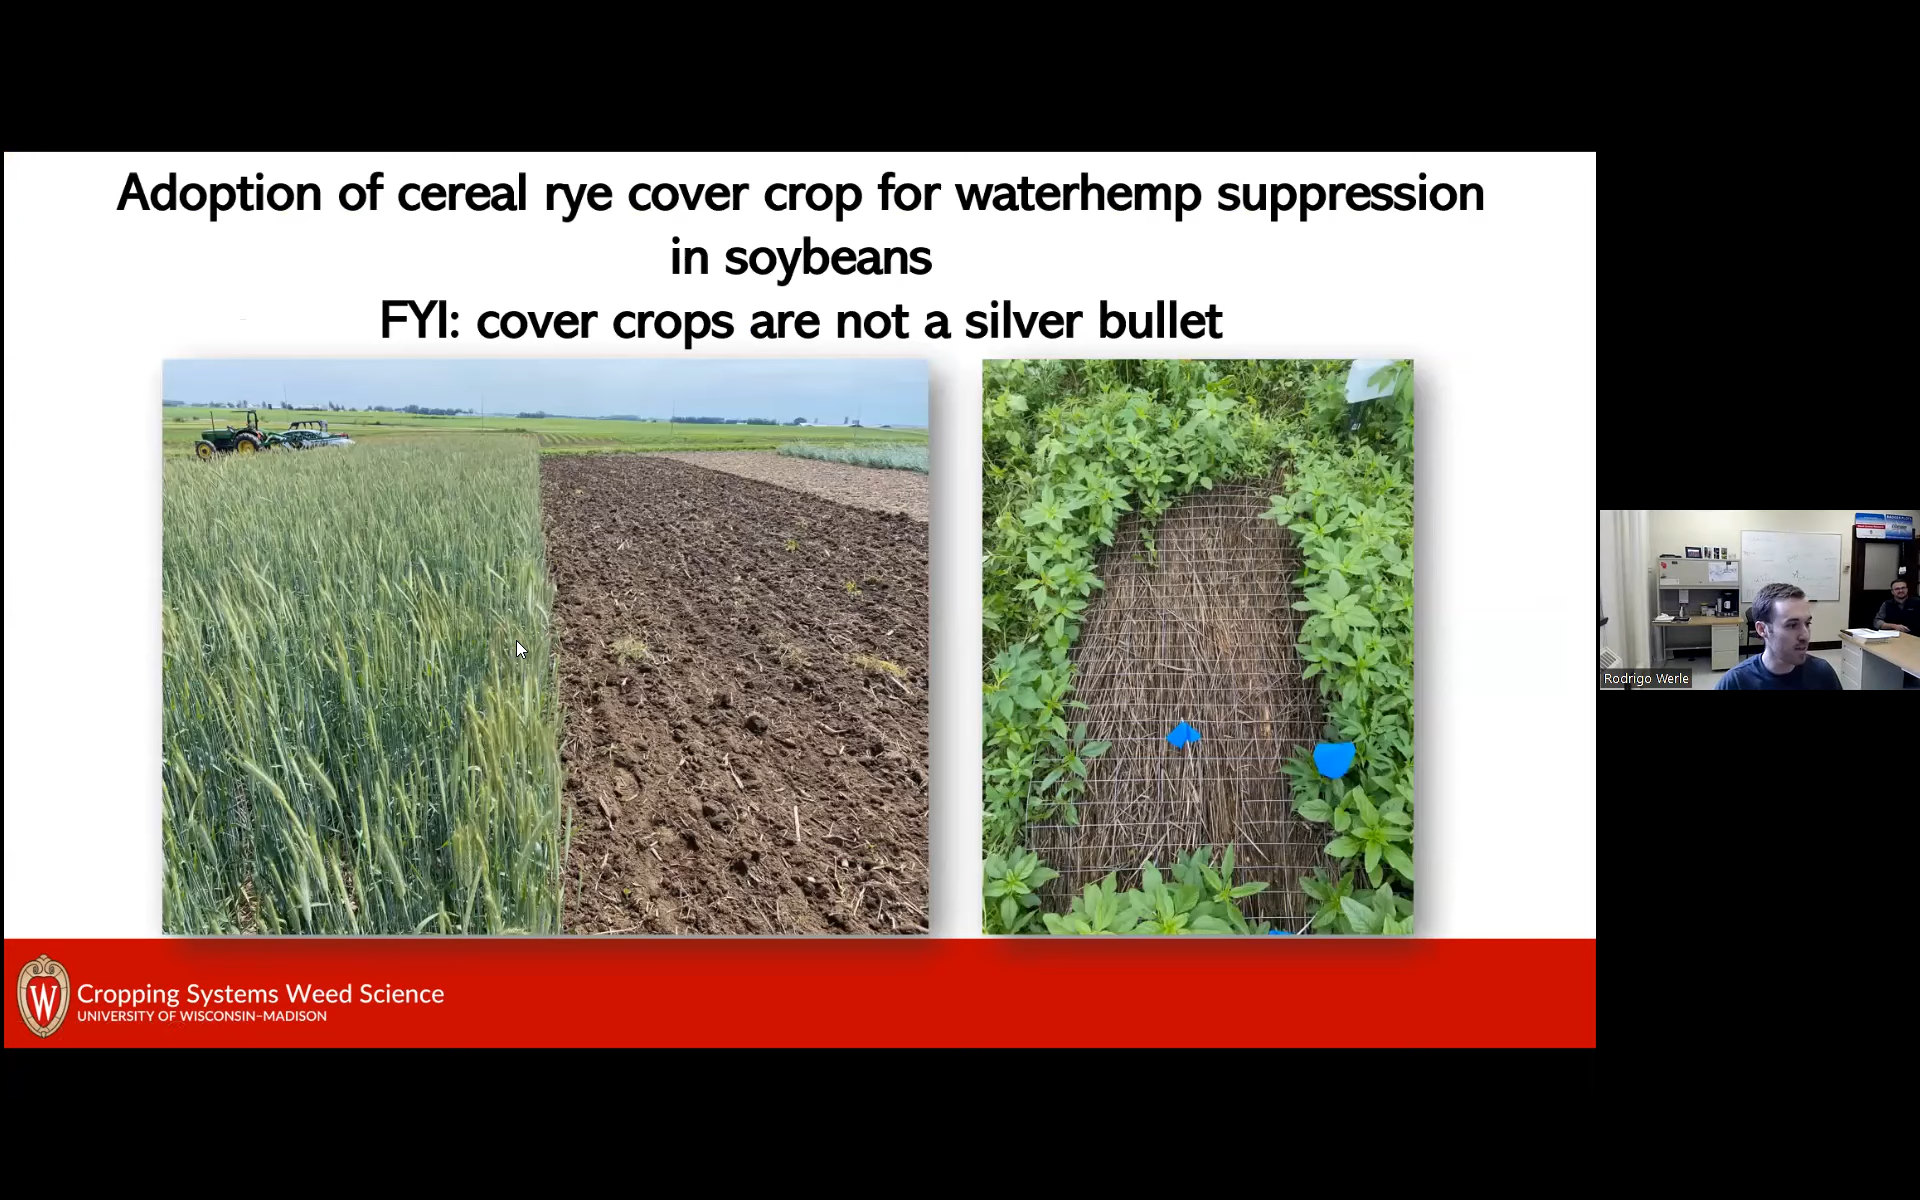 Adoption of cereal rye cover crop for waterhemp suppression
in soybeans
FYI: cover crops are not a silver bullet
W
Cropping Systems Weed Science
UNIVERSITY OF WISCONSIN–MADISON
Rodrigo Werle